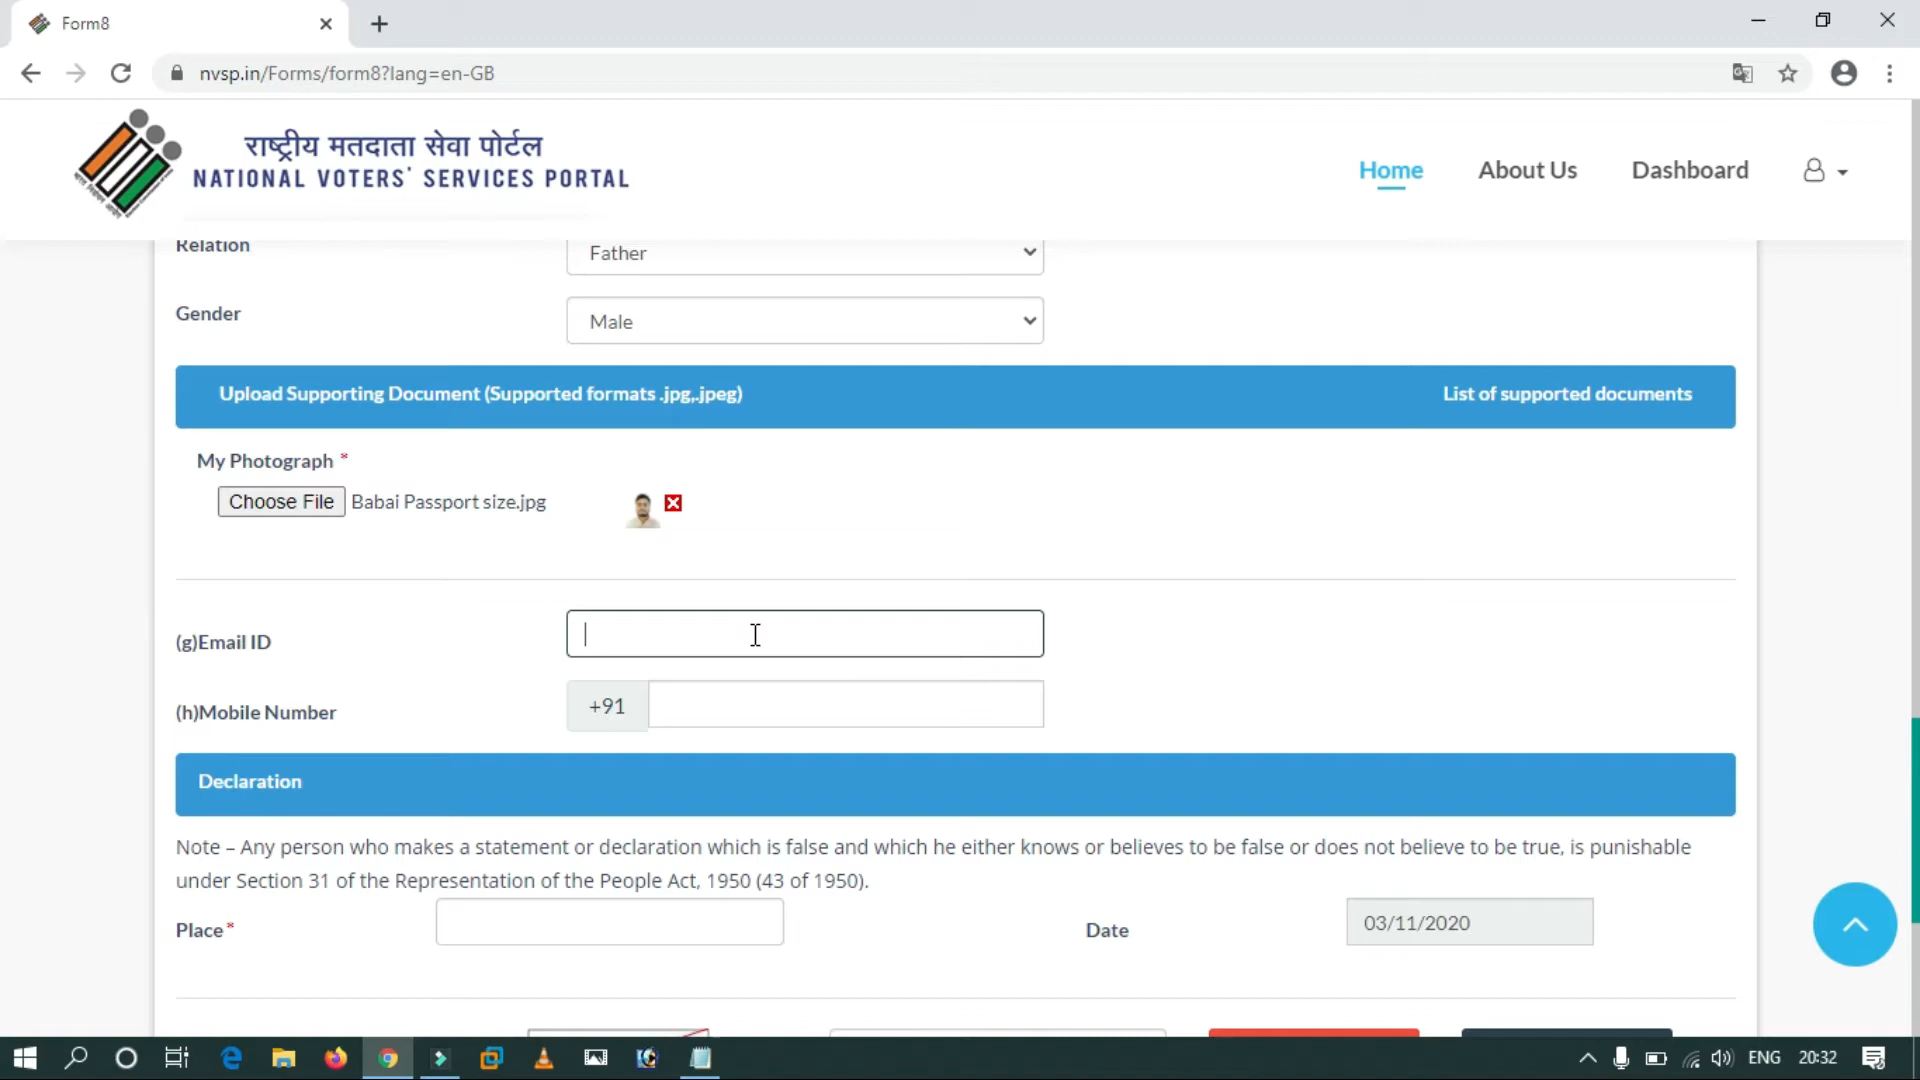 Form8
nvsp.in/Forms/form8?lang=en-GB
राष्ट्रीय मतदाता सेवा पोर्टल
NATIONAL VOTERS' SERVICES PORTAL
Home
About Us
Dashboard
Relation
Father
Gender
Male
Upload Supporting Document (Supported formats .jpg,.jpeg)
List of supported documents
My Photograph *
Choose File Babai Passport size.jpg
(g)Email ID
(h)Mobile Number
+91
Declaration
Note – Any person who makes a statement or declaration which is false and which he either knows or believes to be false or does not believe to be true, is punishable
under Section 31 of the Representation of the People Act, 1950 (43 of 1950).
Place*
Date
03/11/2020
ENG
20:32